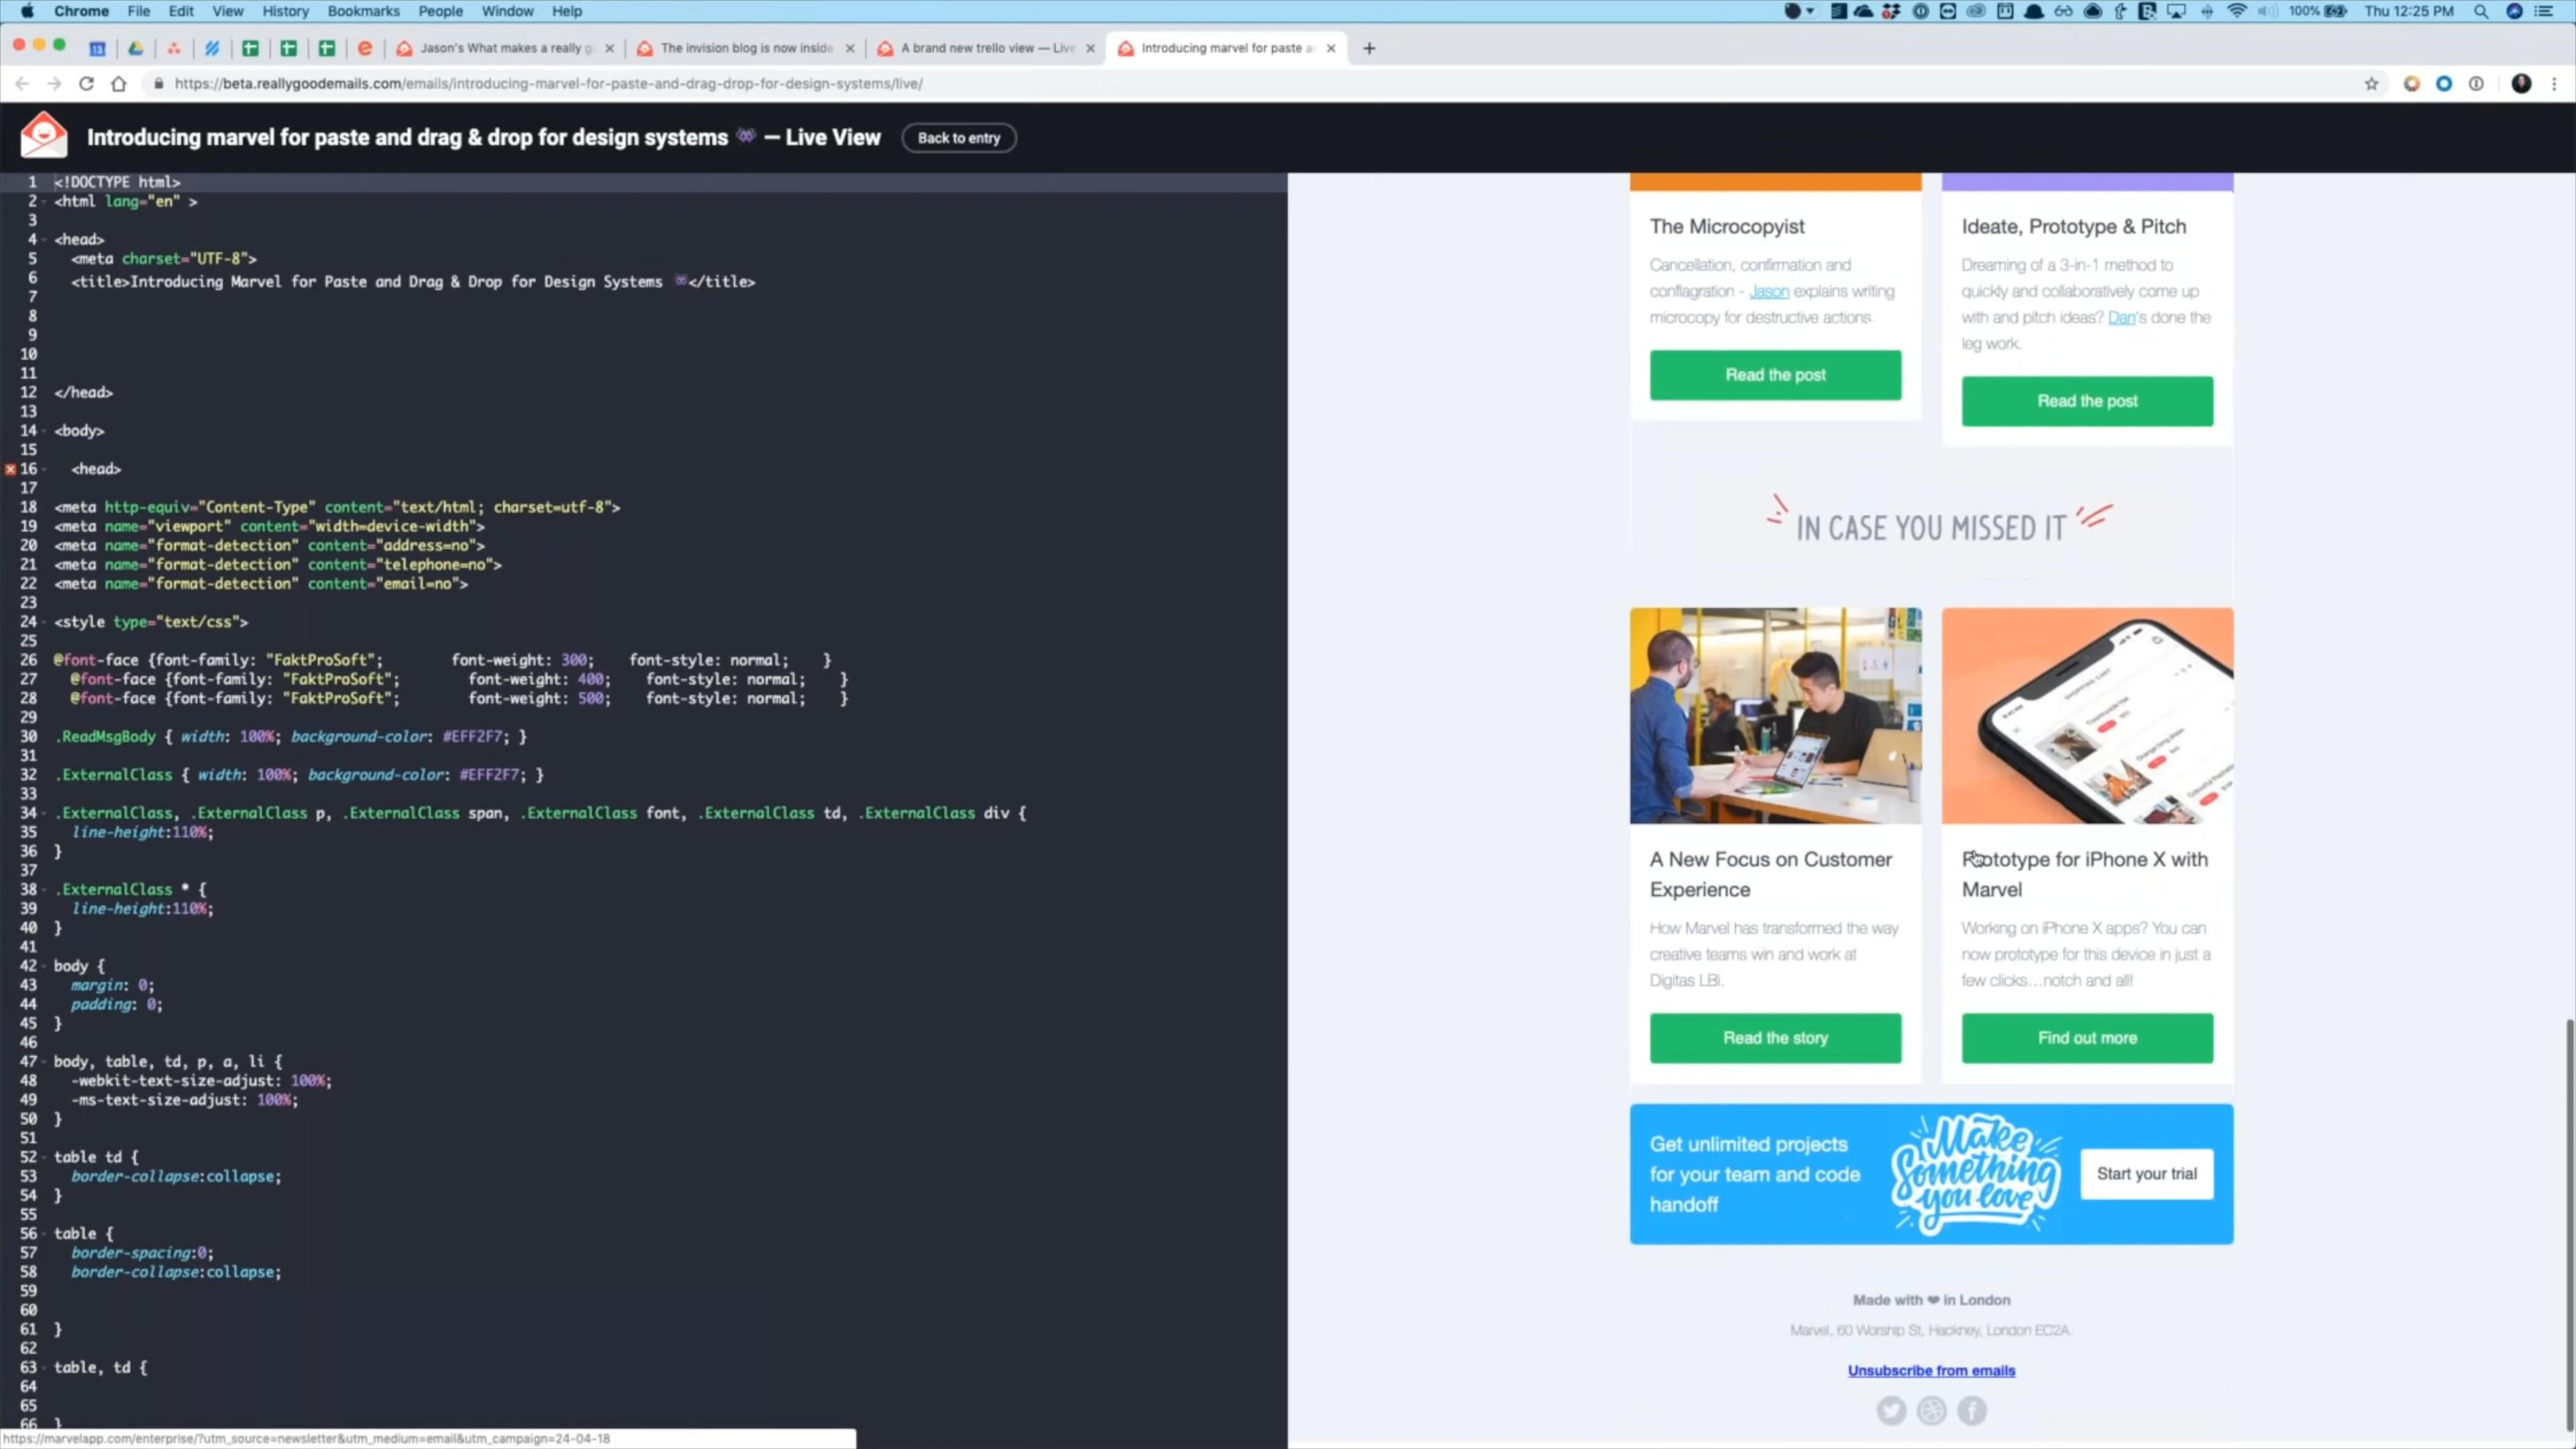 Chrome File Edit View History Bookmarks People Window Help
100% Thu 12:25 PM
13 Jason's What makes a really g The invision blog is now inside A brand new trello view — Live Introducing marvel for paste a
https://beta.reallygoodemails.com/emails/introducing-marvel-for-paste-and-drag-drop-for-design-systems/live/
Introducing marvel for paste and drag & drop for design systems 👾 — Live View Back to entry
1 <!DOCTYPE html>
2 <html lang="en" >
3
4 <head>
5 <meta charset="UTF-8">
6 <title>Introducing Marvel for Paste and Drag & Drop for Design Systems 👾</title>
7
8
9
10
11
12 </head>
13
14 <body>
15
16 <head>
17
18 <meta http-equiv="Content-Type" content="text/html; charset=utf-8">
19 <meta name="viewport" content="width=device-width">
20 <meta name="format-detection" content="address=no">
21 <meta name="format-detection" content="telephone=no">
22 <meta name="format-detection" content="email=no">
23
24 <style type="text/css">
25
26 @font-face {font-family: "FaktProSoft"; font-weight: 300; font-style: normal; }
27 @font-face {font-family: "FaktProSoft"; font-weight: 400; font-style: normal; }
28 @font-face {font-family: "FaktProSoft"; font-weight: 500; font-style: normal; }
29
30 .ReadMsgBody { width: 100%; background-color: #EFF2F7; }
31
32 .ExternalClass { width: 100%; background-color: #EFF2F7; }
33
34 .ExternalClass, .ExternalClass p, .ExternalClass span, .ExternalClass font, .ExternalClass td, .ExternalClass div {
35 line-height:110%;
36 }
37
38 .ExternalClass * {
39 line-height:110%;
40 }
41
42 body {
43 margin: 0;
44 padding: 0;
45 }
46
47 body, table, td, p, a, li {
48 -webkit-text-size-adjust: 100%;
49 -ms-text-size-adjust: 100%;
50 }
51
52 table td {
53 border-collapse:collapse;
54 }
55
56 table {
57 border-spacing:0;
58 border-collapse:collapse;
59
60
61 }
62
63 table, td {
64
65
66 }
https://marvelapp.com/enterprise/?utm_source=newsletter&utm_medium=email&utm_campaign=24-04-18
The Microcopyist
Cancellation, confirmation and
conflagration - Jason explains writing
microcopy for destructive actions.
Read the post
Ideate, Prototype & Pitch
Dreaming of a 3-in-1 method to
quickly and collaboratively come up
with and pitch ideas? Dan's done the
leg work.
Read the post
IN CASE YOU MISSED IT
SHOPPING CART
A New Focus on Customer
Experience
How Marvel has transformed the way
creative teams win and work at
Digitas LBi.
Read the story
Prototype for iPhone X with
Marvel
Working on iPhone X apps? You can
now prototype for this device in just a
few clicks...notch and all!
Find out more
Get unlimited projects
for your team and code
handoff
Make
Something
you love
Start your trial
Made with ❤ in London
Marvel, 60 Worship St, Hackney, London EC2A.
Unsubscribe from emails